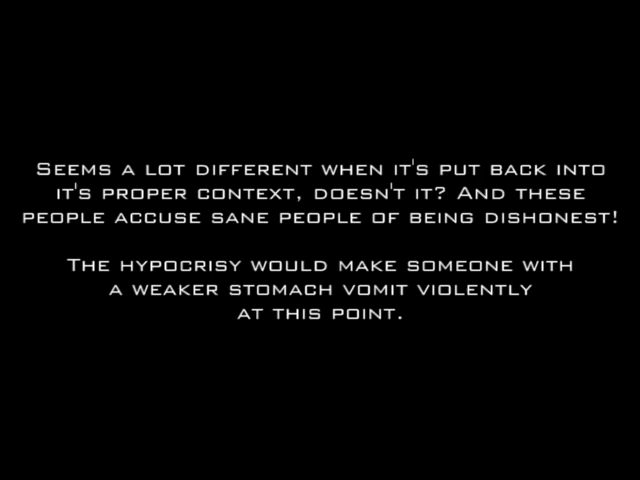 Seems a lot different when it's put back into
it's proper context, doesn't it? And these
people accuse sane people of being dishonest!
The hypocrisy would make someone with
a weaker stomach vomit violently
at this point.